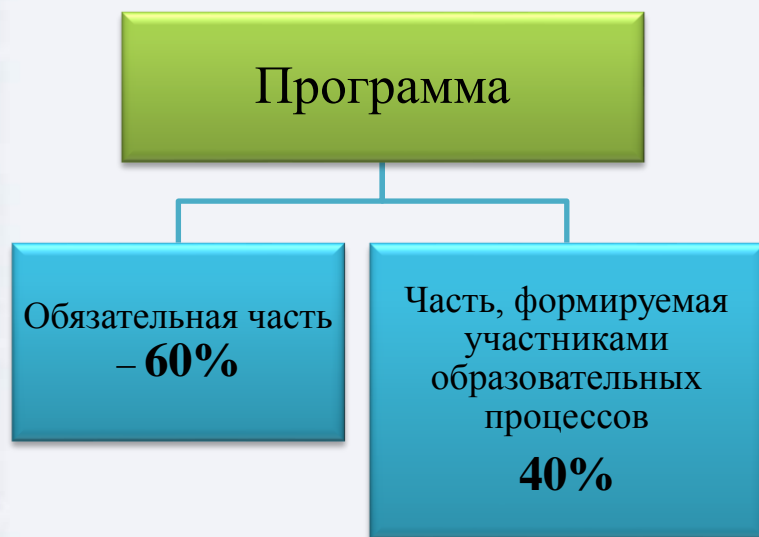 Программа
Обязательная часть
– 60%
Часть, формируемая
участниками
образовательных
процессов
40%